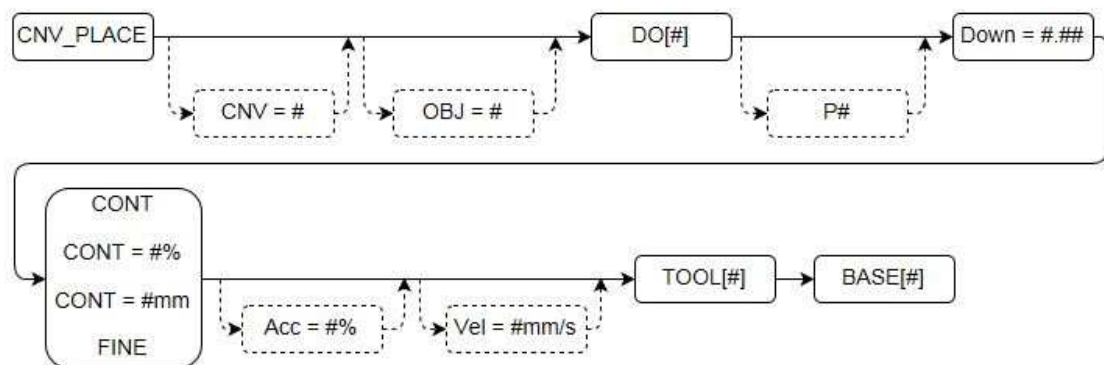 CNV_PLACE
DO[#]
Down = #.##
CNV = #
OBJ = #
P#
CONT
CONT = #%
CONT = #mm
FINE
TOOL[#]
BASE[#]
Acc = #%
Vel = #mm/s